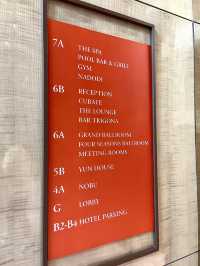 7A THE SPA
POOL BAR & GRILL
GYM
NADODI
6B RECEPTION
CURATE
THE LOUNGE
BAR TRIGONA
6A GRAND BALLROOM
FOUR SEASONS BALLROOM
MEETING ROOMS
5B YUN HOUSE
4A NOBU
G LOBBY
B2-B4 HOTEL PARKING